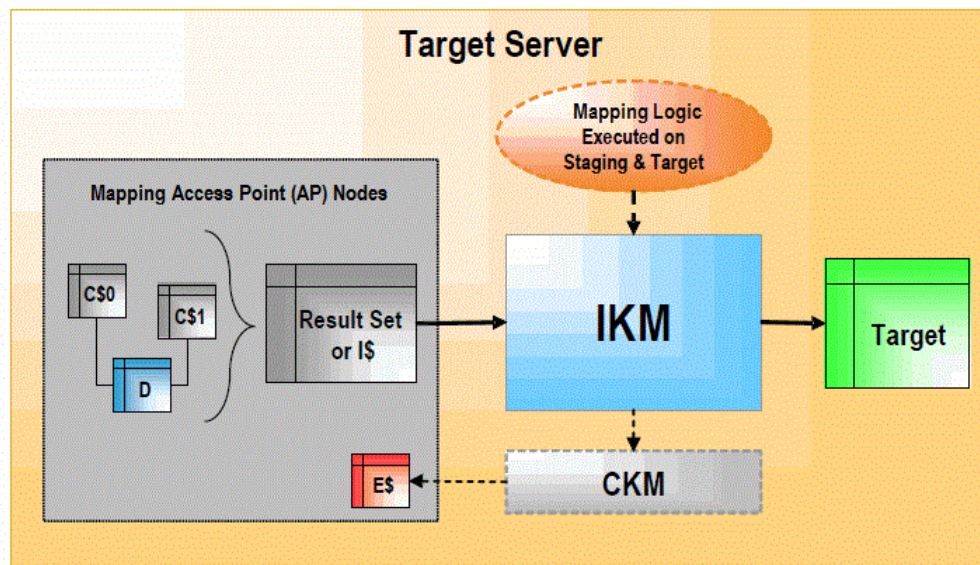 Target Server
Mapping Logic
Executed on
Staging & Target
Mapping Access Point (AP) Nodes
C$0
C$1
D
Result Set
or I$
IKM
Target
E$
CKM